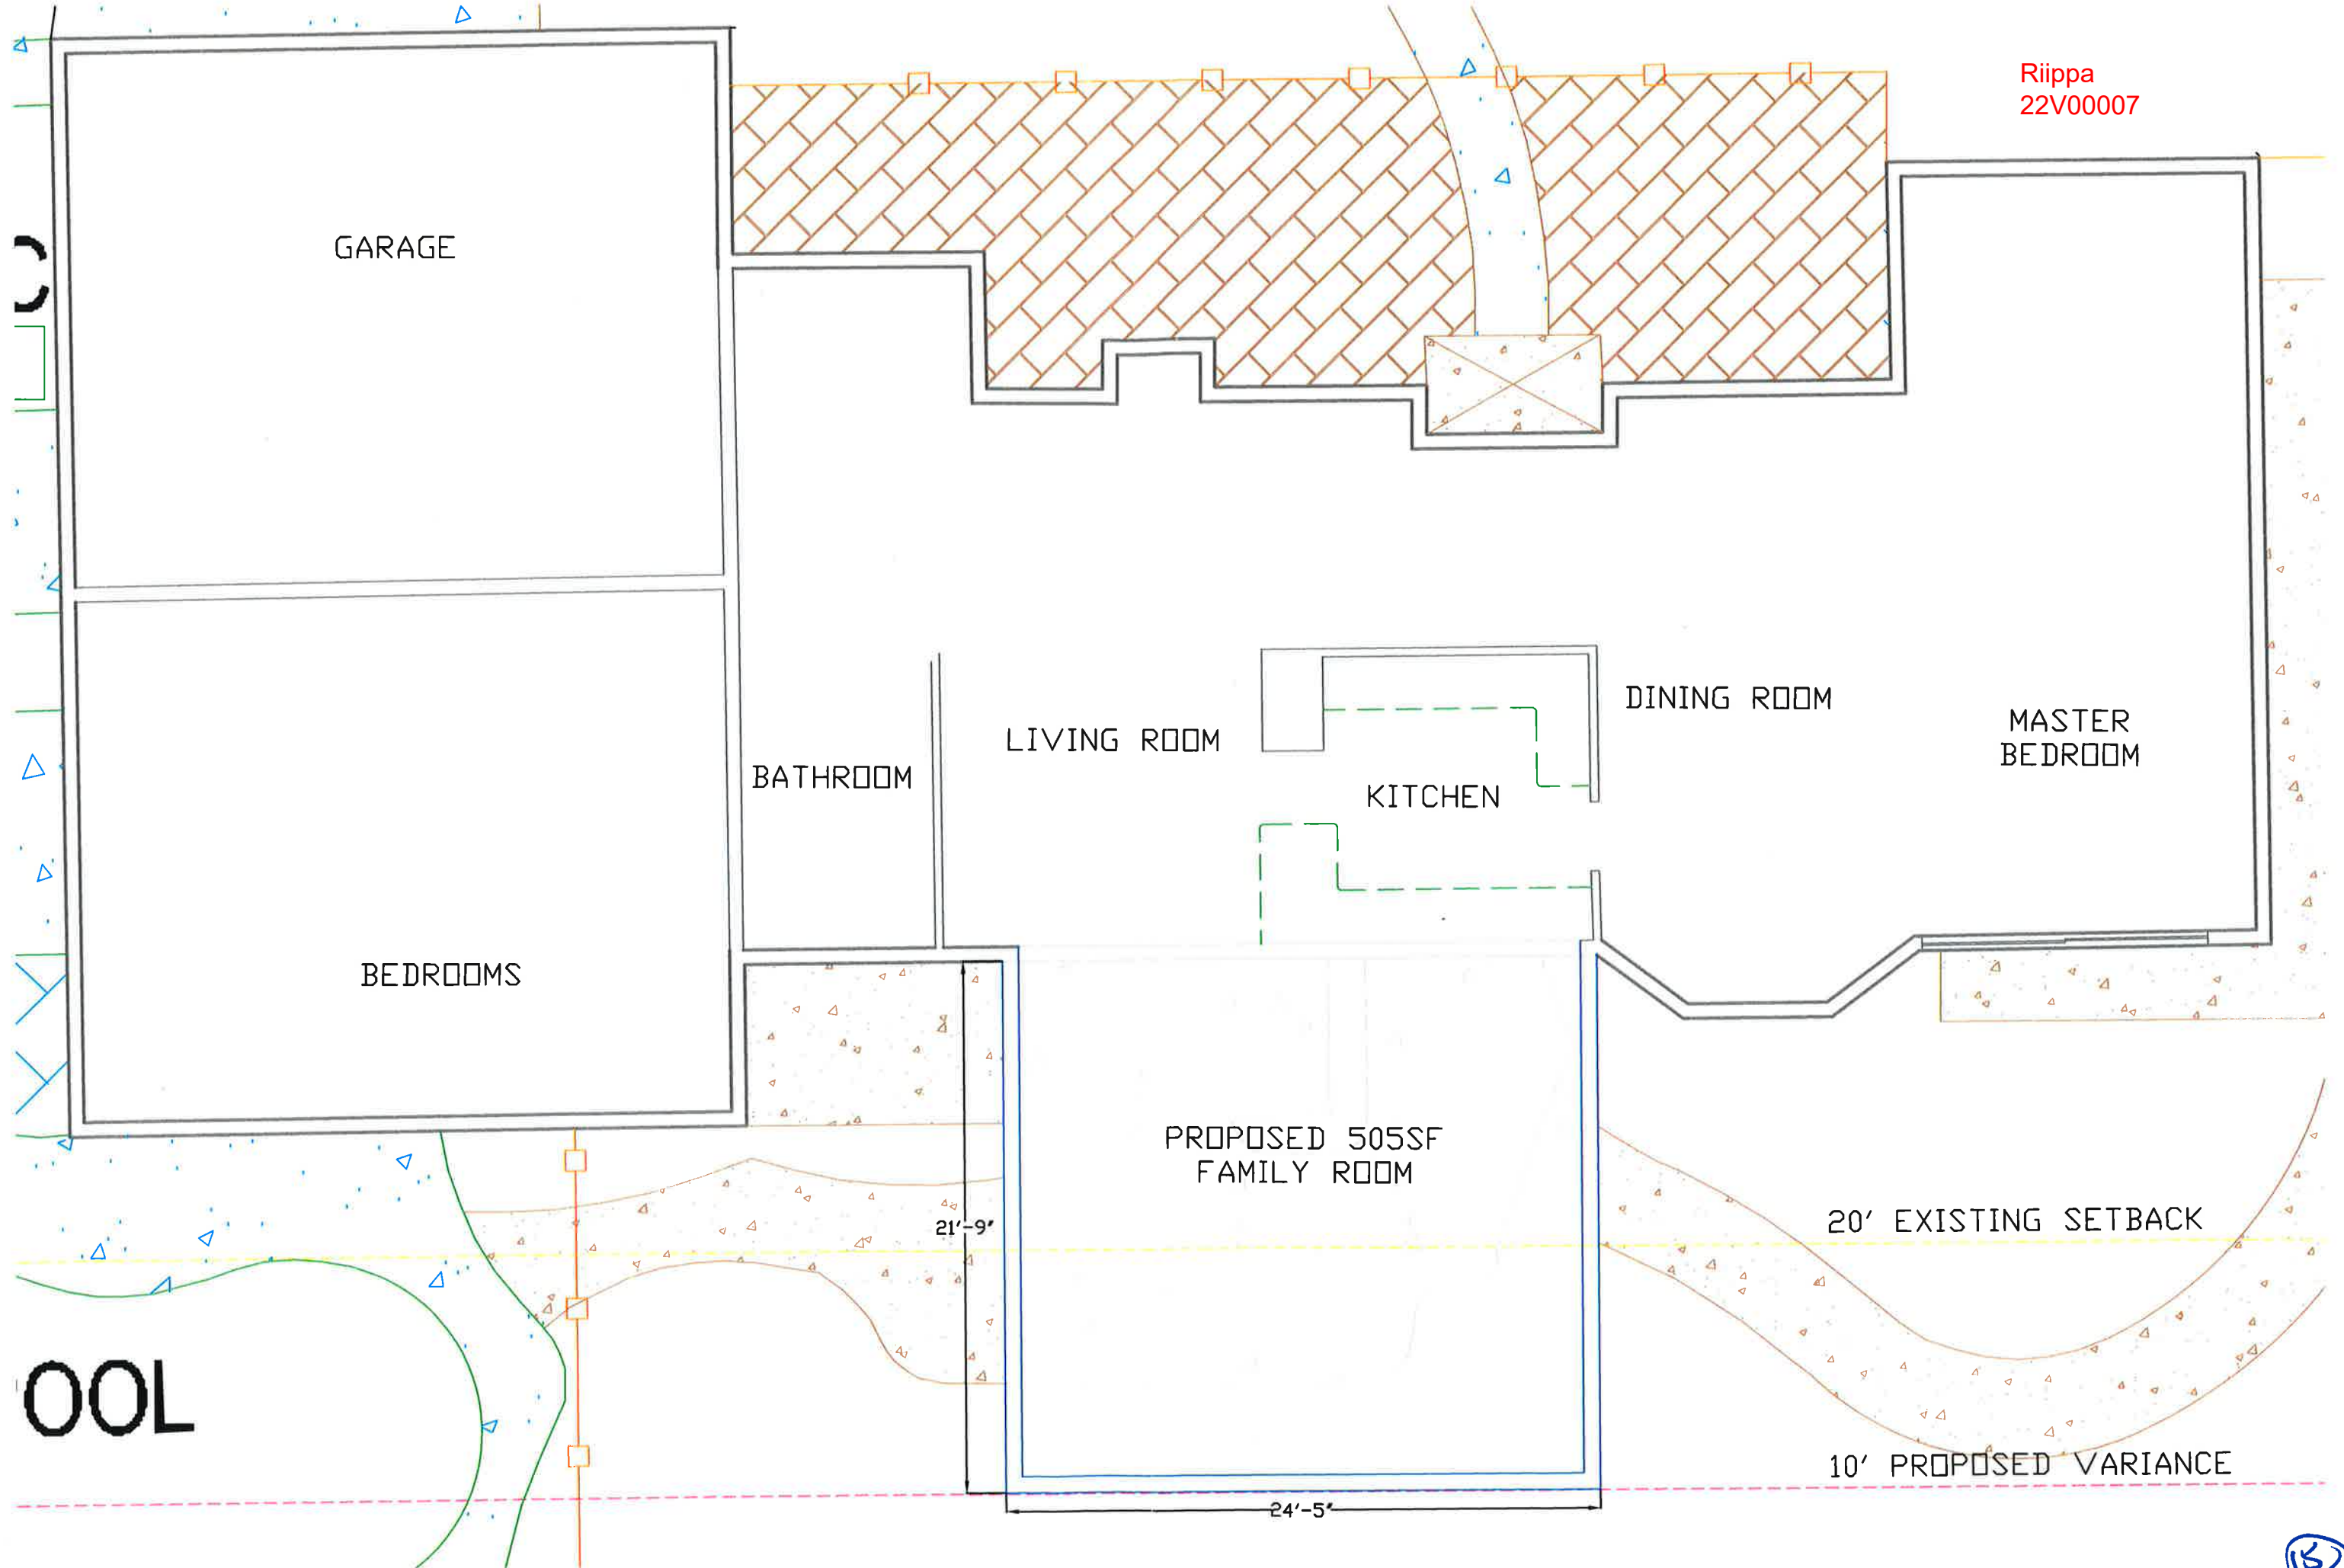 Riippa
22V00007
GARAGE
DINING ROOM
MASTER
BEDROOM
LIVING ROOM
BATHROOM
KITCHEN
BEDROOMS
PROPOSED 505SF
FAMILY ROOM
21'-9"
20' EXISTING SETBACK
OOL
10' PROPOSED VARIANCE
24'-5"